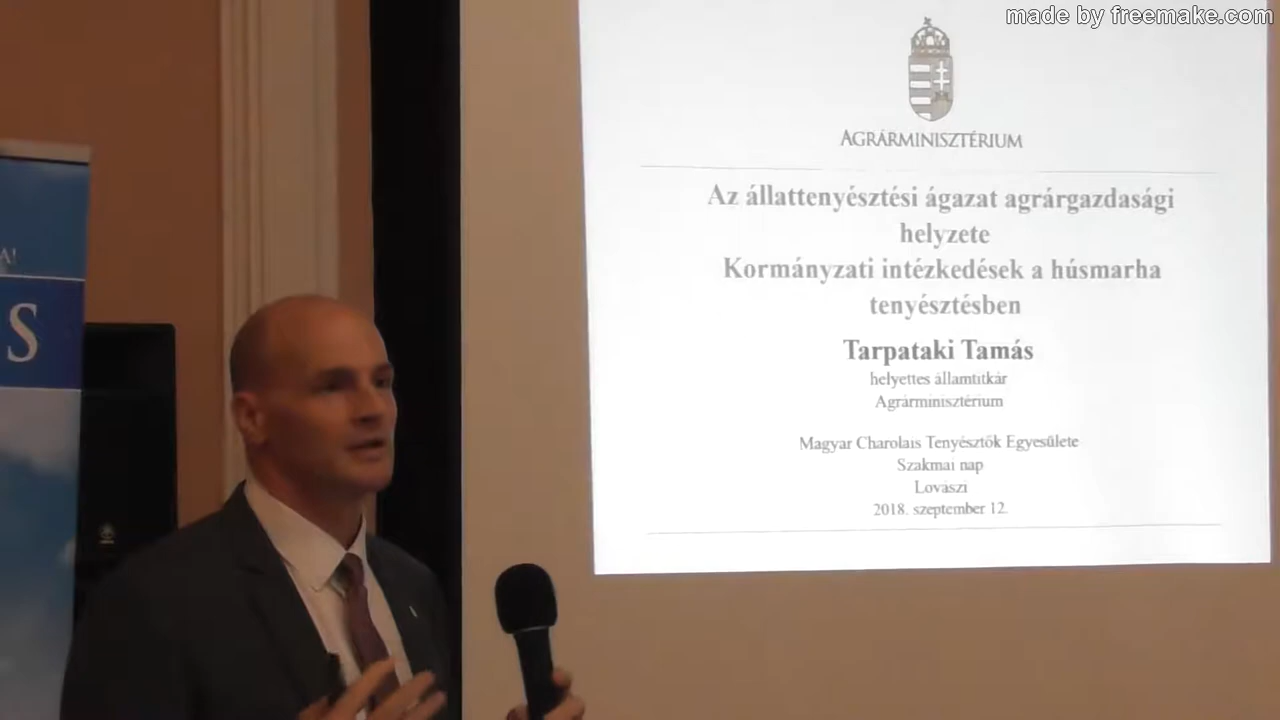 made by freemake.com
AGRÁRMINISZTÉRIUM
Az állattenyésztési ágazat agrárgazdasági
helyzete
Kormányzati intézkedések a húsmarha
tenyésztésben
Tarpataki Tamás
helyettes államtitkár
Agrárminisztérium
Magyar Charolais Tenyésztők Egyesülete
Szakmai nap
Lovászi
2018. szeptember 12.
A!
S